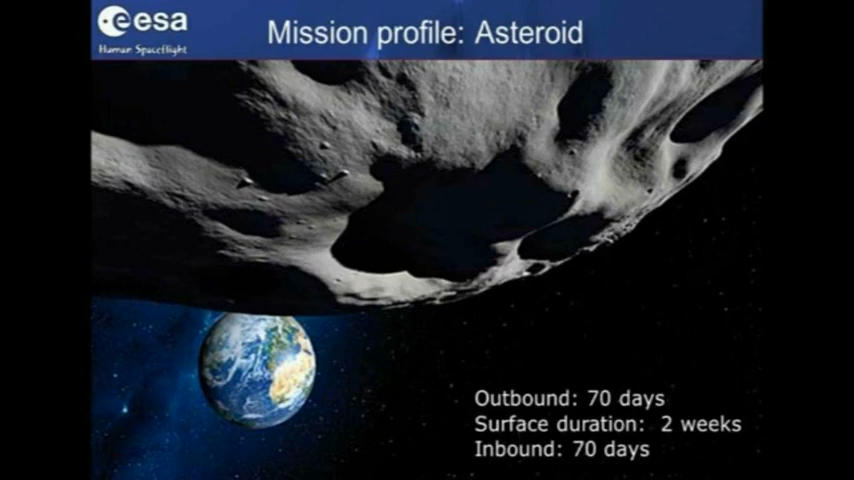 esa
Human Spaceflight
Mission profile: Asteroid
Outbound: 70 days
Surface duration: 2 weeks
Inbound: 70 days